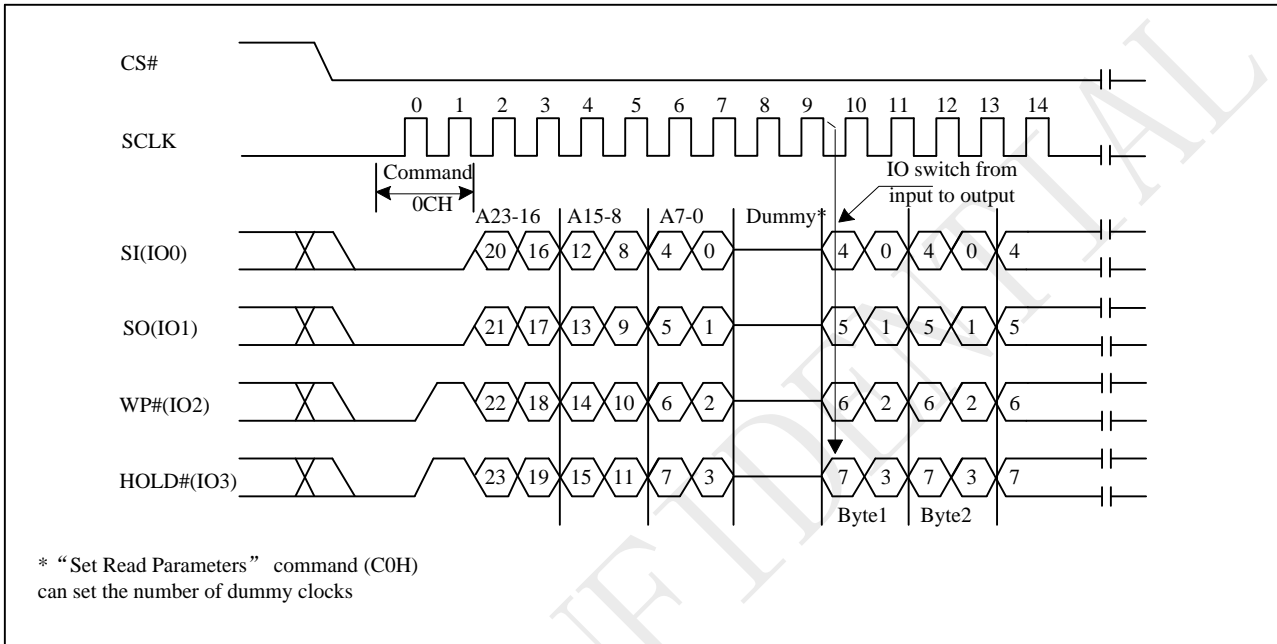 CS#
0 1 2 3 4 5 6 7 8 9 10 11 12 13 14
SCLK
Command
0CH
IO switch from
input to output
A23-16 A15-8 A7-0 Dummy*
SI(IO0) 20 16 12 8 4 0 4 0 4 0 4
SO(IO1) 21 17 13 9 5 1 5 1 5 1 5
WP#(IO2) 22 18 14 10 6 2 6 2 6 2 6
HOLD#(IO3) 23 19 15 11 7 3 7 3 7 3 7
Byte1 Byte2
* “Set Read Parameters” command (C0H)
can set the number of dummy clocks
NFIDENTIAL